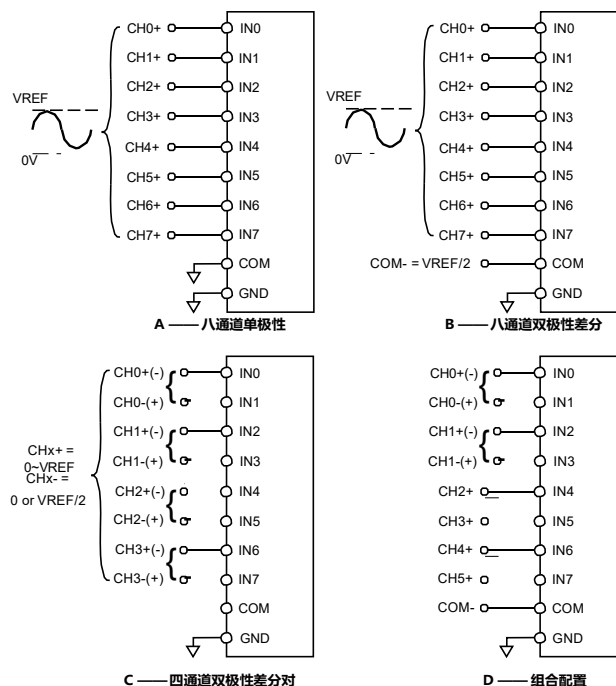 CH0+ IN0
CH1+ IN1
CH2+ IN2
VREF
CH3+ IN3
CH4+ IN4
0V
CH5+ IN5
CH6+ IN6
CH7+ IN7
COM
GND
A —— 八通道单极性
CH0+ IN0
CH1+ IN1
CH2+ IN2
VREF
CH3+ IN3
CH4+ IN4
0V
CH5+ IN5
CH6+ IN6
CH7+ IN7
COM- = VREF/2 COM
GND
B —— 八通道双极性差分
CH0+(-) IN0
CH0-(+) IN1
CH1+(-) IN2
CHx+ =
0~VREF
CHx- =
0 or VREF/2
CH1-(+) IN3
CH2+(-) IN4
CH2-(+) IN5
CH3+(-) IN6
CH3-(+) IN7
COM
GND
C —— 四通道双极性差分对
CH0+(-) IN0
CH0-(+) IN1
CH1+(-) IN2
CH1-(+) IN3
CH2+ IN4
CH3+ IN5
CH4+ IN6
CH5+ IN7
COM- COM
GND
D —— 组合配置